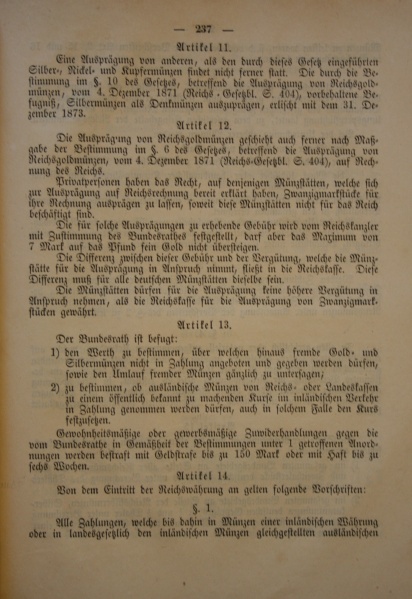 — 237 —
Artikel 11.
Eine Ausprägung von anderen, als den durch dieses Gesetz eingeführten
Silber-, Nickel- und Kupfermünzen findet nicht ferner statt. Die durch die Be-
stimmung im § 10 des Gesetzes, betreffend die Ausprägung von Reichsgold-
münzen, vom 4. Dezember 1871 (Reichs-Gesetzbl. S. 404), vorbehaltene Be-
fugniß, Silbermünzen als Denkmünzen auszuprägen, erlischt mit dem 31. De-
zember 1873.
Artikel 12.
Die Ausprägung von Reichsgoldmünzen geschieht auch ferner nach Maß-
gabe der Bestimmung im § 6 des Gesetzes, betreffend die Ausprägung von
Reichsgoldmünzen, vom 4. Dezember 1871 (Reichs-Gesetzbl. S. 404), auf Rech-
nung des Reichs.
Privatpersonen haben das Recht, auf denjenigen Münzstätten, welche sich
zur Ausprägung auf Reichsrechnung bereit erklärt haben, Zwanzigmarkstücke für
ihre Rechnung ausprägen zu lassen, soweit diese Münzstätten nicht für das Reich
beschäftigt sind.
Die für solche Ausprägungen zu erhebende Gebühr wird vom Reichskanzler
mit Zustimmung des Bundesrathes festgestellt, darf aber das Maximum von
7 Mark auf das Pfund fein Gold nicht übersteigen.
Die Differenz zwischen dieser Gebühr und der Vergütung, welche die Münz-
stätte für die Ausprägung in Anspruch nimmt, fließt in die Reichskasse. Diese
Differenz muß für alle deutschen Münzstätten dieselbe sein.
Die Münzstätten dürfen für die Ausprägung keine höhere Vergütung in
Anspruch nehmen, als die Reichskasse für die Ausprägung von Zwanzigmark-
stücken gewährt.
Artikel 13.
Der Bundesrath ist befugt:
1) den Werth zu bestimmen, über welchen hinaus fremde Gold- und
Silbermünzen nicht in Zahlung angeboten und gegeben werden dürfen,
sowie den Umlauf fremder Münzen gänzlich zu untersagen;
2) zu bestimmen, ob ausländische Münzen von Reichs- oder Landeskassen
zu einem öffentlich bekannt zu machenden Kurse im inländischen Verkehr
in Zahlung genommen werden dürfen, auch in solchem Falle den Kurs
festzusetzen.
Gewohnheitsmäßige oder gewerbsmäßige Zuwiderhandlungen gegen die
vom Bundesrathe in Gemäßheit der Bestimmungen unter 1 getroffenen Anord-
nungen werden bestraft mit Geldstrafe bis zu 150 Mark oder mit Haft bis zu
sechs Wochen.
Artikel 14.
Von dem Eintritt der Reichswährung an gelten folgende Vorschriften:
§. 1.
Alle Zahlungen, welche bis dahin in Münzen einer inländischen Währung
oder in landesgesetzlich den inländischen Münzen gleichgestellten ausländischen